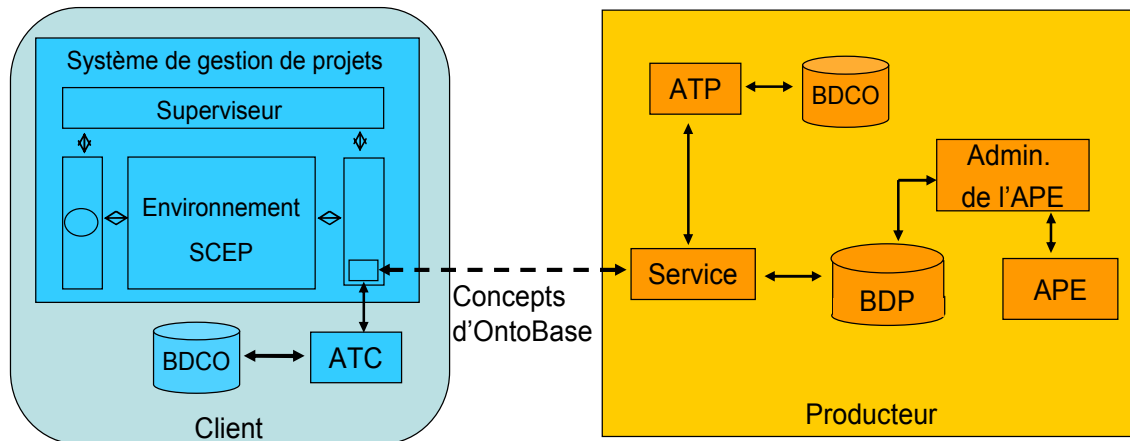 Système de gestion de projets
Superviseur
Environnement
SCEP
BDCO
ATC
Client
Concepts
d'OntoBase
ATP
BDCO
Admin.
de l'APE
Service
BDP
APE
Producteur